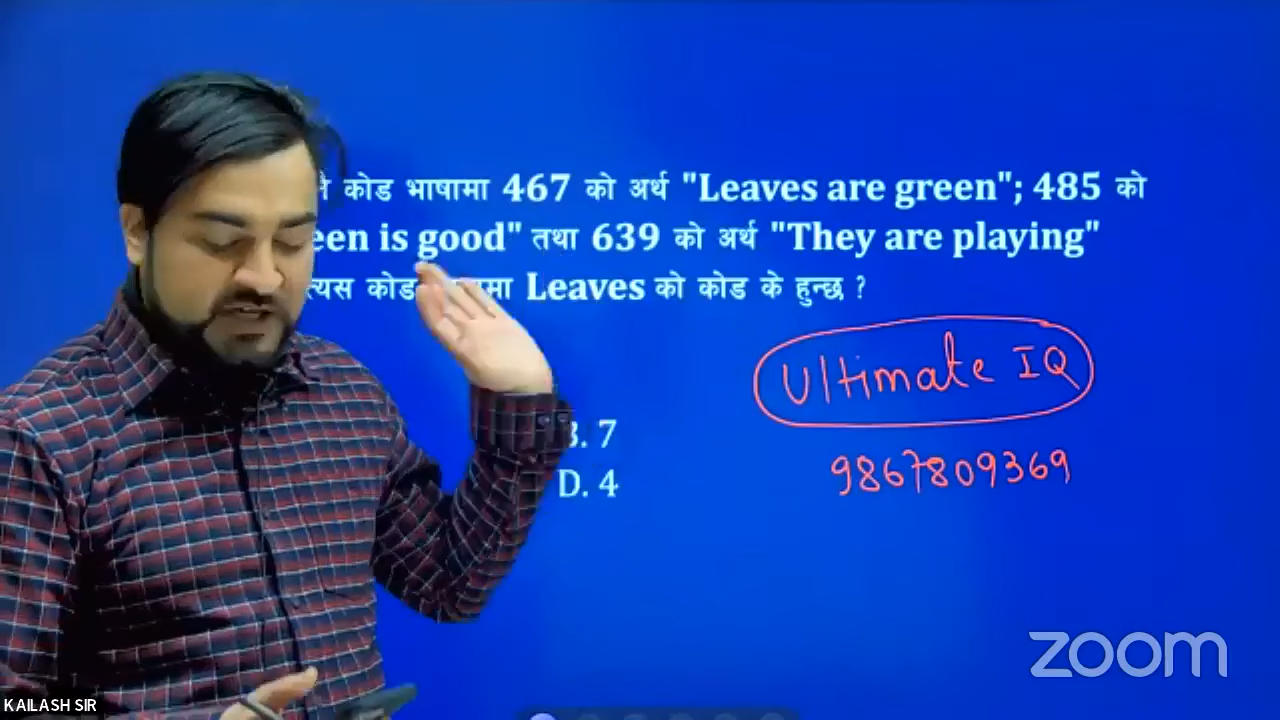 कोड भाषामा 467 को अर्थ "Leaves are green"; 485 को
is good" तथा 639 को अर्थ "They are playing"
त्यस कोड Leaves को कोड के हुन्छ ?
Ultimate IQ
B. 7
9867809369
D. 4
zoom
KAILASH SIR